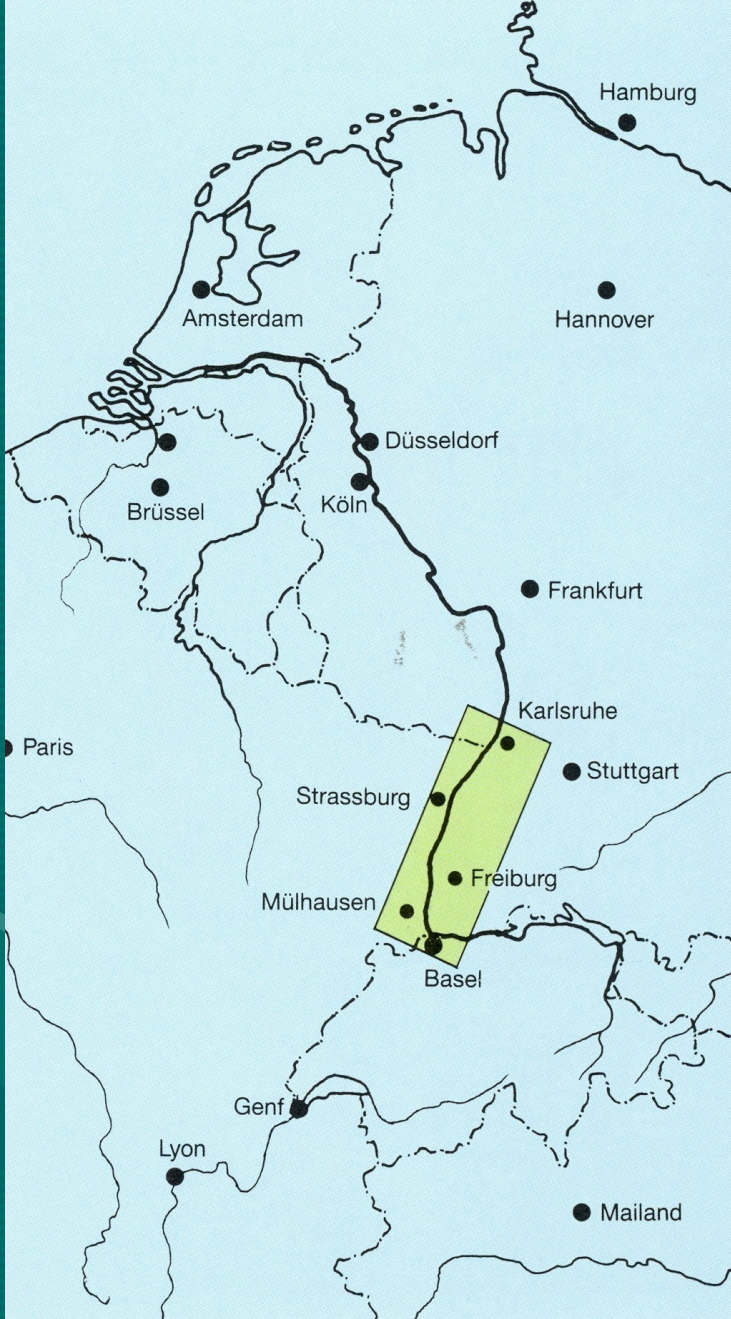 Hamburg
Amsterdam
Hannover
Düsseldorf
Köln
Brüssel
Frankfurt
Karlsruhe
Paris
Stuttgart
Strassburg
Freiburg
Mülhausen
Basel
Genf
Lyon
Mailand